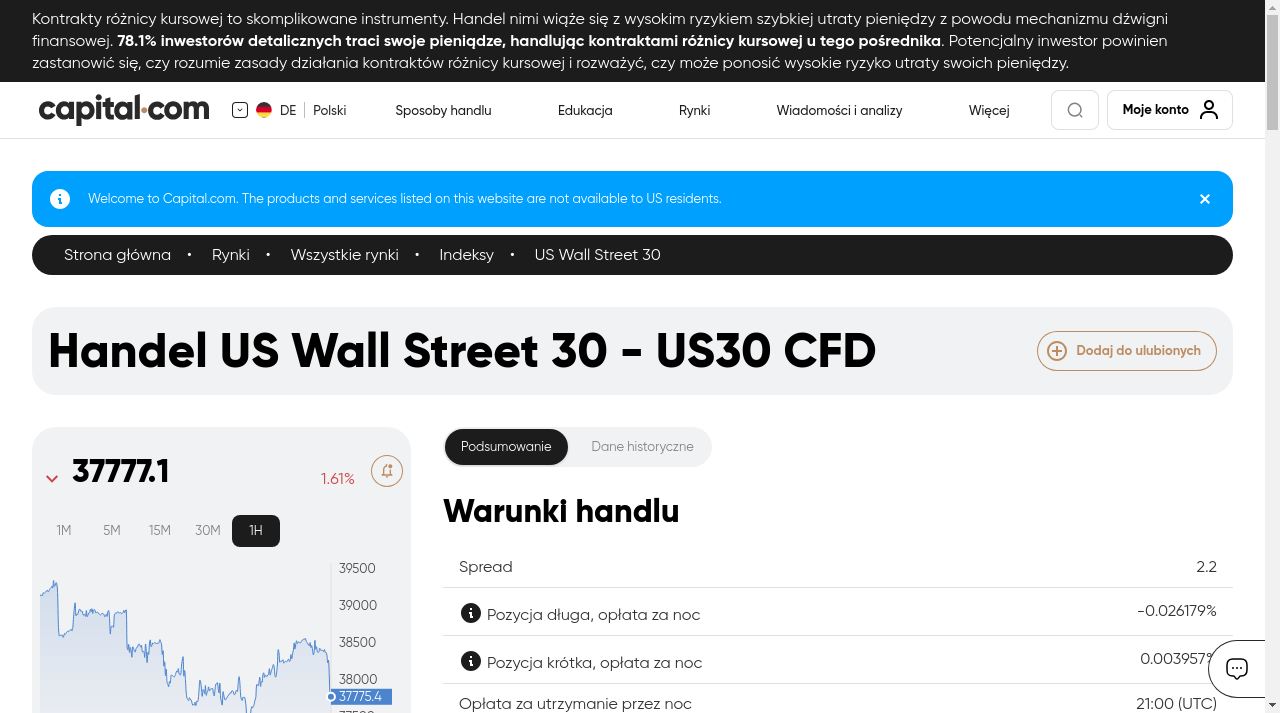 Kontrakty różnicy kursowej to skomplikowane instrumenty. Handel nimi wiąże się z wysokim ryzykiem szybkiej utraty pieniędzy z powodu mechanizmu dźwigni
finansowej. 78.1% inwestorów detalicznych traci swoje pieniądze, handlując kontraktami różnicy kursowej u tego pośrednika. Potencjalny inwestor powinien
zastanowić się, czy rozumie zasady działania kontraktów różnicy kursowej i rozważyć, czy może ponosić wysokie ryzyko utraty swoich pieniędzy.
capital.com DE Polski Sposoby handlu Edukacja Rynki Wiadomości i analizy Więcej Moje konto
Welcome to Capital.com. The products and services listed on this website are not available to US residents.
Strona główna • Rynki • Wszystkie rynki • Indeksy • US Wall Street 30
Handel US Wall Street 30 - US30 CFD
Dodaj do ulubionych
37777.1 1.61%
1M 5M 15M 30M 1H
39500
39000
38500
38000
37775.4
Podsumowanie Dane historyczne
Warunki handlu
Spread 2.2
Pozycja długa, opłata za noc -0.026179%
Pozycja krótka, opłata za noc 0.003957%
Opłata za utrzymanie przez noc 21:00 (UTC)